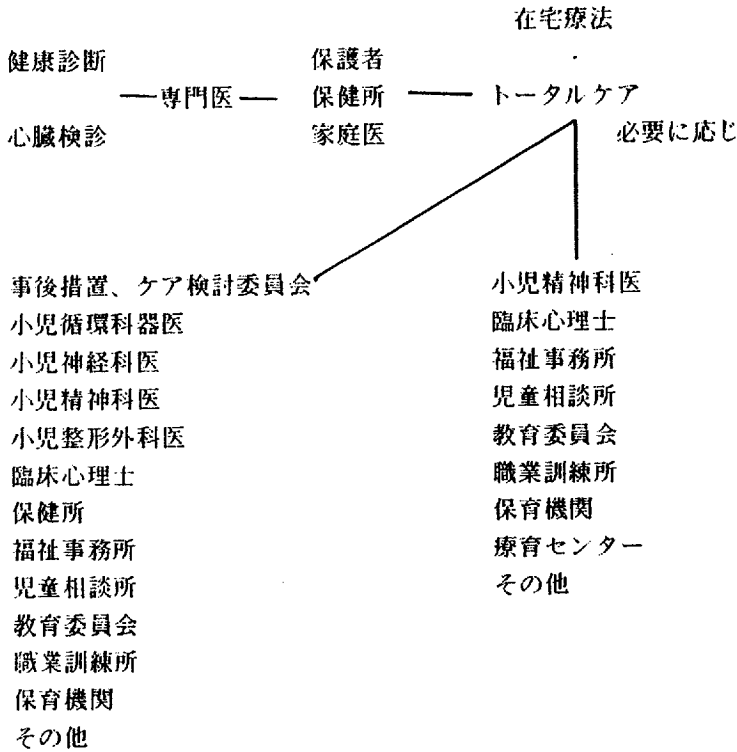 在宅療法
健康診断
保護者
専門医
保健所
トータルケア
心臓検診
家庭医
必要に応じ
事後措置、ケア検討委員会
小児循環科器医
小児神経科医
小児精神科医
小児整形外科医
臨床心理士
保健所
福祉事務所
児童相談所
教育委員会
職業訓練所
保育機関
その他
小児精神科医
臨床心理士
福祉事務所
児童相談所
教育委員会
職業訓練所
保育機関
療育センター
その他